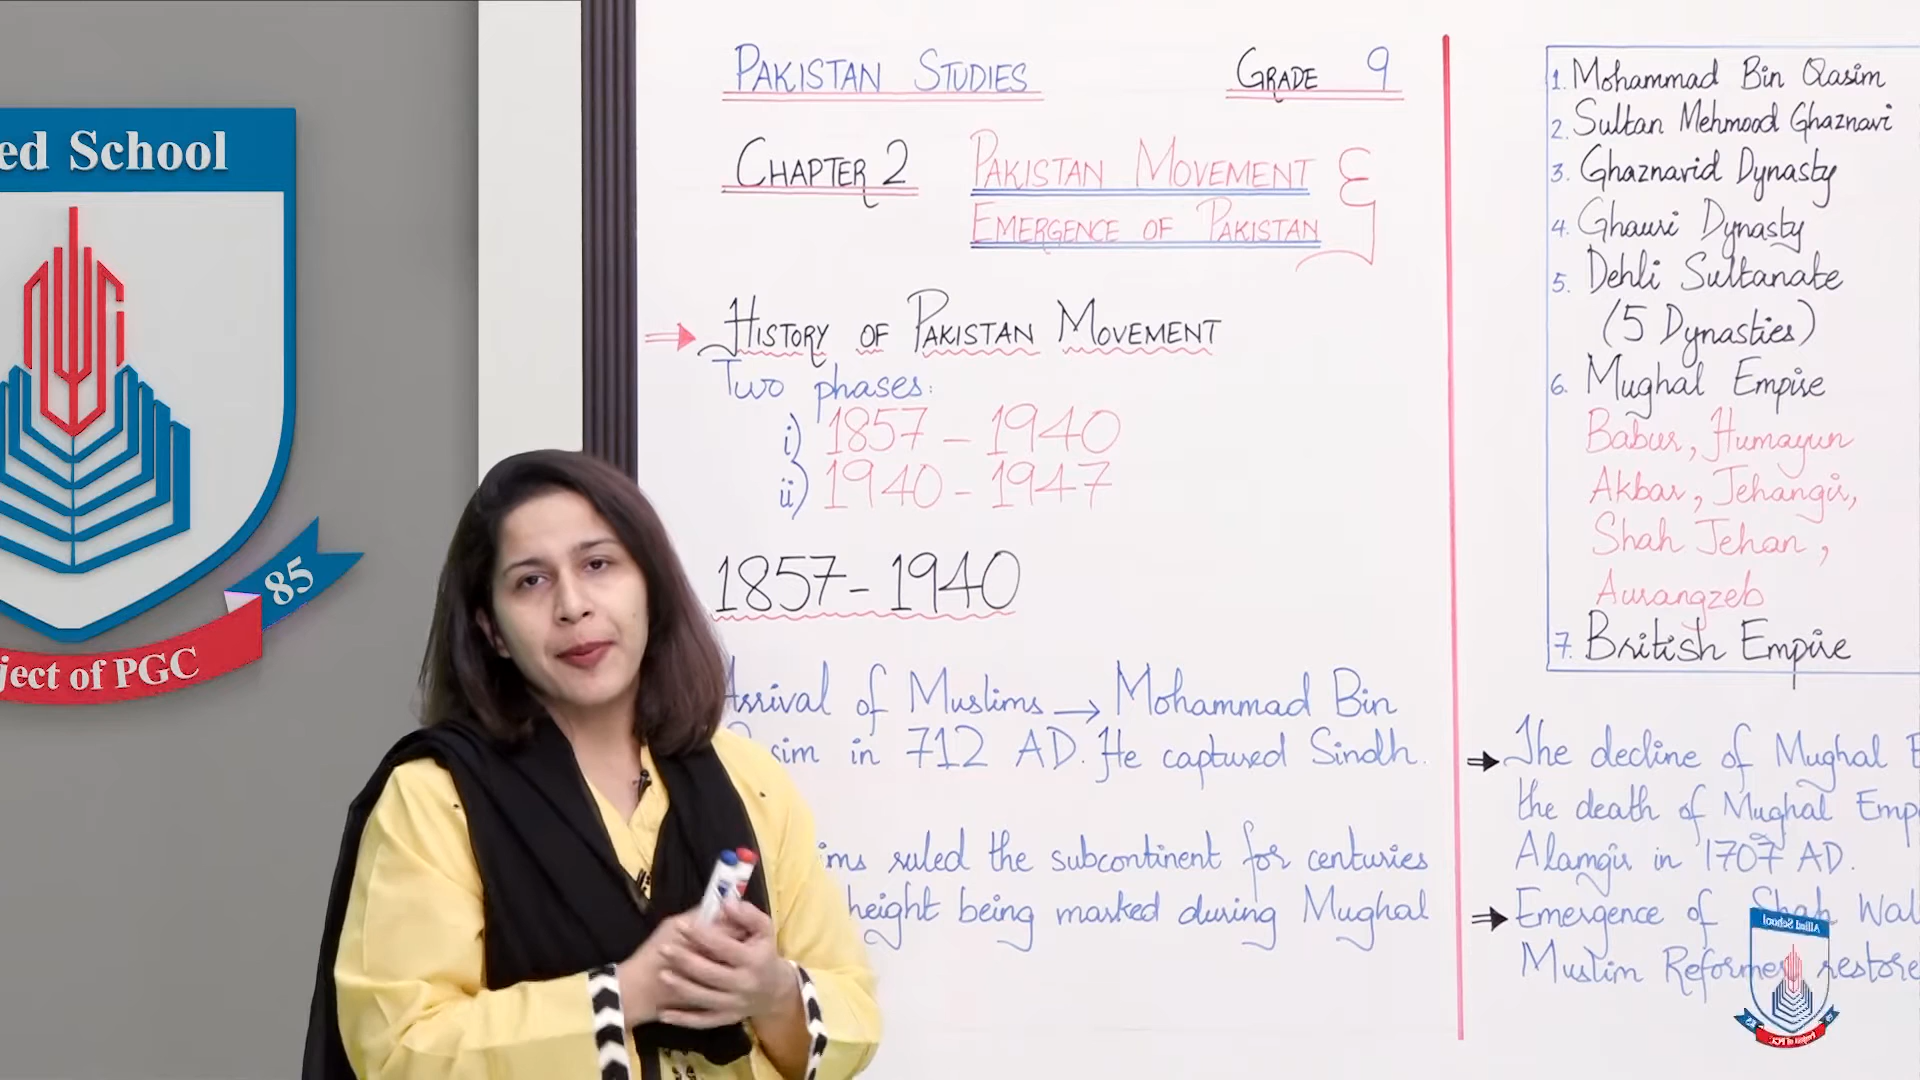 ed School
85
ject of PGC
PAKISTAN STUDIES GRADE 9
CHAPTER 2 PAKISTAN MOVEMENT &
EMERGENCE OF PAKISTAN
HISTORY OF PAKISTAN MOVEMENT
Two phases:
i) 1857 – 1940
ii) 1940 – 1947
1857 – 1940
Arrival of Muslims → Mohammad Bin
sim in 712 AD. He captured Sindh.
ims ruled the subcontinent for centuries
height being marked during Mughal
1. Mohammad Bin Qasim
2. Sultan Mehmood Ghaznavi
3. Ghaznavid Dynasty
4. Ghauri Dynasty
5. Dehli Sultanate
(5 Dynasties)
6. Mughal Empire
Babur, Humayun
Akbar, Jehangir,
Shah Jehan,
Aurangzeb
7. British Empire
The decline of Mughal E
the death of Mughal Emp
Alamgir in 1707 AD.
Emergence of Shah Wal
Muslim Reformer restore
Allied School